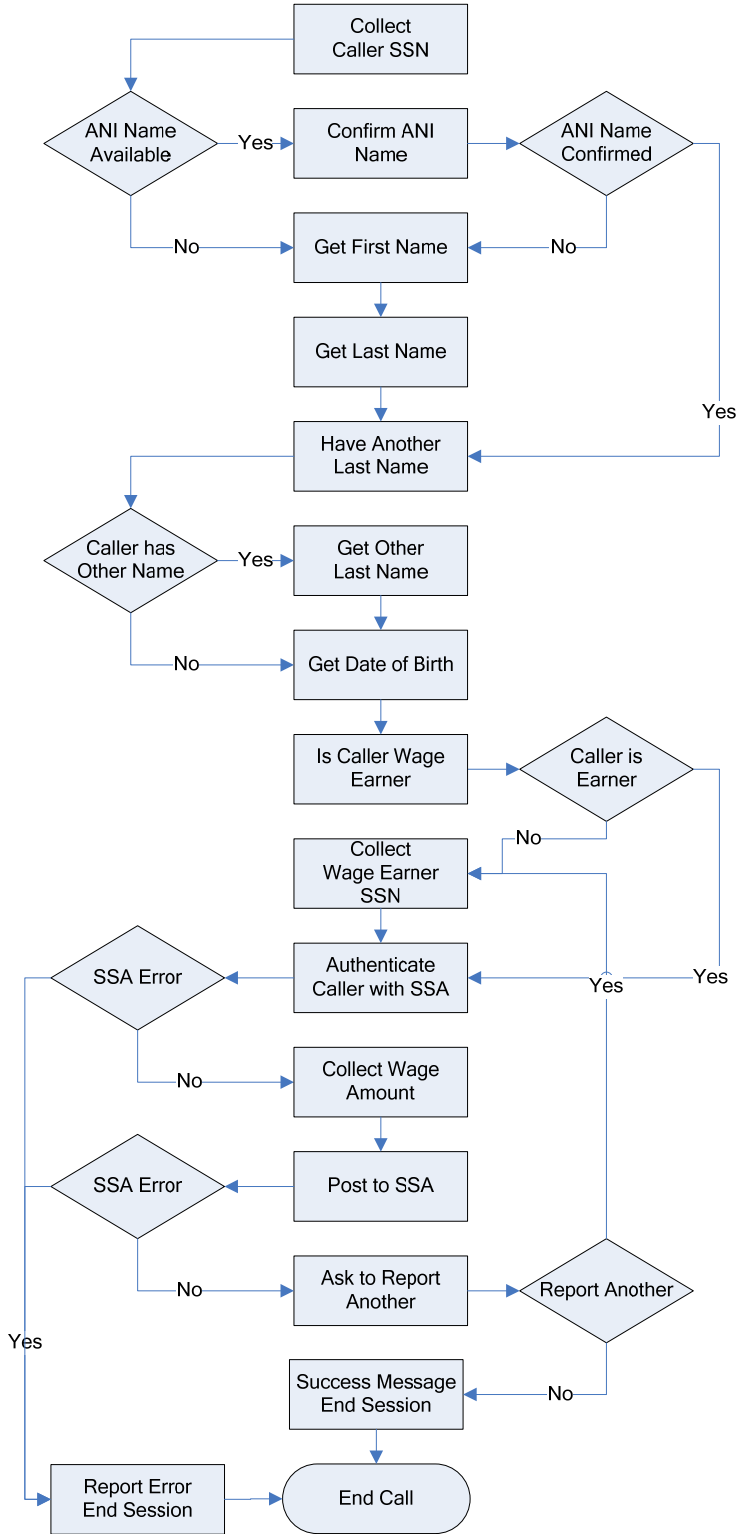 Collect
Caller SSN
ANI Name
Available
Yes
Confirm ANI
Name
ANI Name
Confirmed
No
Get First Name
No
Get Last Name
Yes
Have Another
Last Name
Caller has
Other Name
Yes
Get Other
Last Name
No
Get Date of Birth
Is Caller Wage
Earner
Caller is
Earner
No
Collect
Wage Earner
SSN
SSA Error
Authenticate
Caller with SSA
Yes
Yes
No
Collect Wage
Amount
SSA Error
Post to SSA
No
Ask to Report
Another
Report Another
Yes
Success Message
End Session
No
Report Error
End Session
End Call